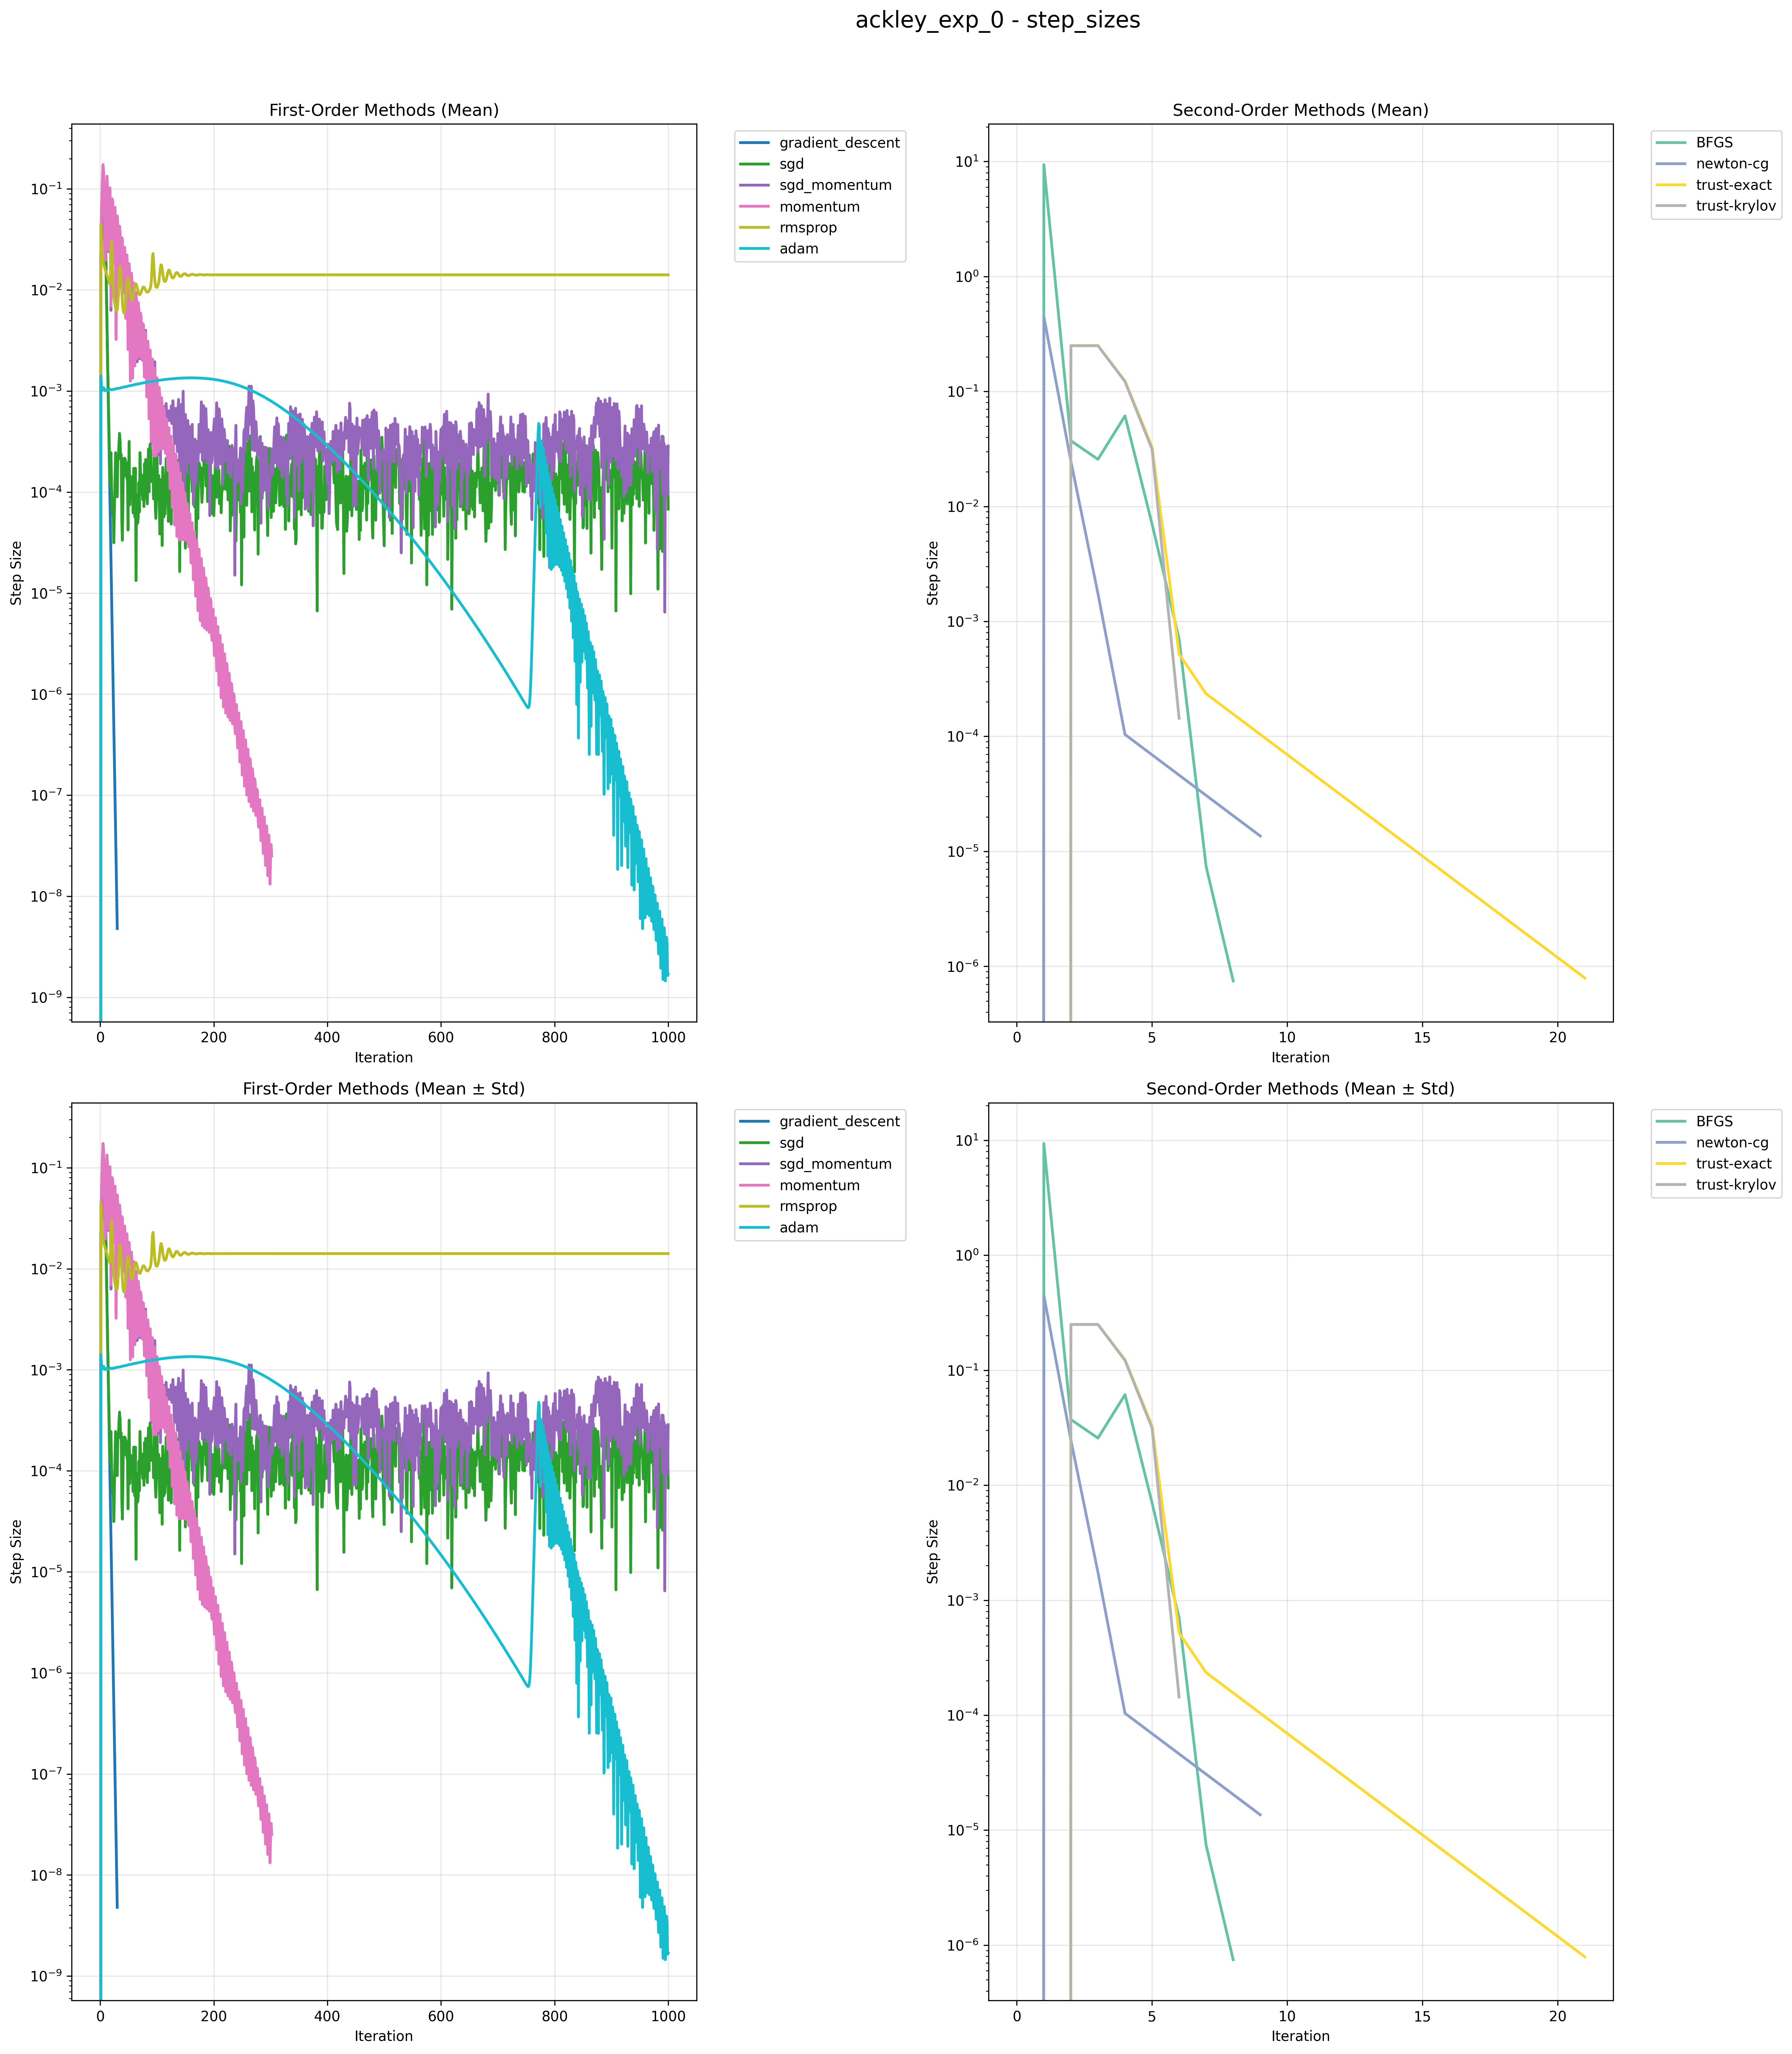 ackley_exp_0 - step_sizes
First-Order Methods (Mean)
Step Size
10⁻¹
10⁻²
10⁻³
10⁻⁴
10⁻⁵
10⁻⁶
10⁻⁷
10⁻⁸
10⁻⁹
0 200 400 600 800 1000
Iteration
gradient_descent
sgd
sgd_momentum
momentum
rmsprop
adam
Second-Order Methods (Mean)
Step Size
10¹
10⁰
10⁻¹
10⁻²
10⁻³
10⁻⁴
10⁻⁵
10⁻⁶
0 5 10 15 20
Iteration
BFGS
newton-cg
trust-exact
trust-krylov
First-Order Methods (Mean ± Std)
Step Size
10⁻¹
10⁻²
10⁻³
10⁻⁴
10⁻⁵
10⁻⁶
10⁻⁷
10⁻⁸
10⁻⁹
0 200 400 600 800 1000
Iteration
gradient_descent
sgd
sgd_momentum
momentum
rmsprop
adam
Second-Order Methods (Mean ± Std)
Step Size
10¹
10⁰
10⁻¹
10⁻²
10⁻³
10⁻⁴
10⁻⁵
10⁻⁶
0 5 10 15 20
Iteration
BFGS
newton-cg
trust-exact
trust-krylov